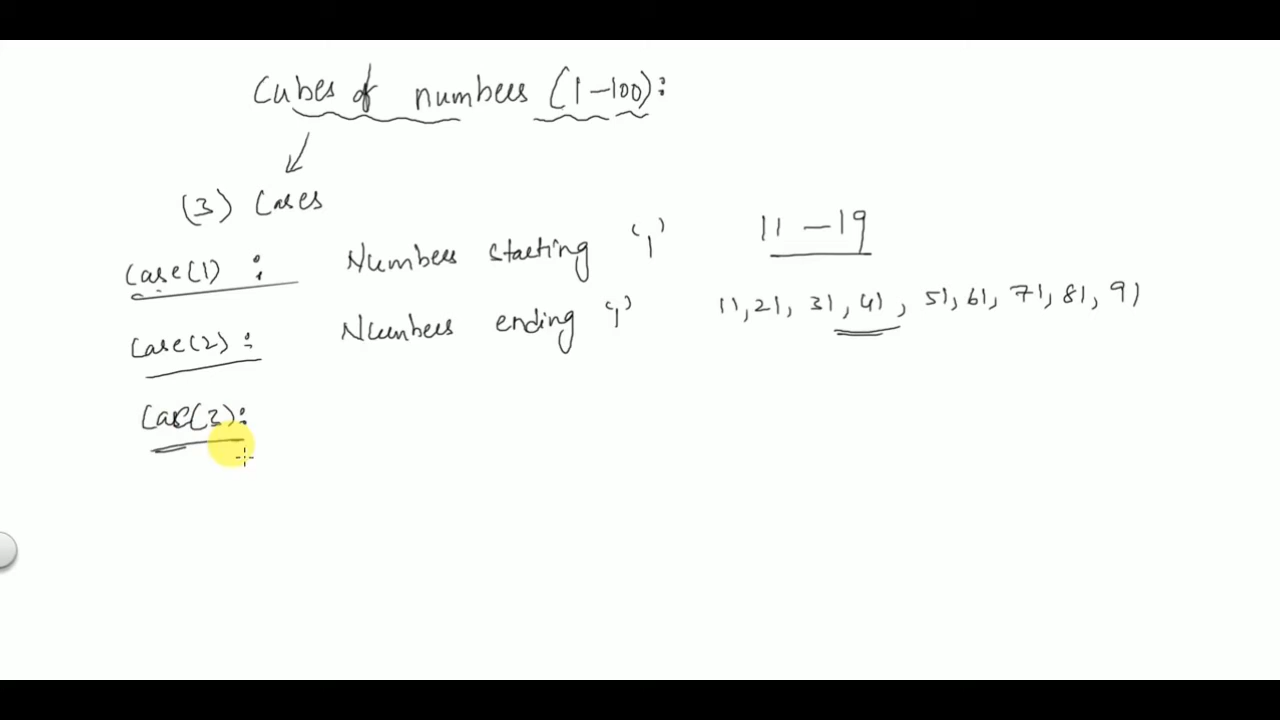 Cubes of numbers (1-100):
(3) Cases
Case(1) : Numbers starting '1' 11 - 19
Case(2) : Numbers ending '1' 11, 21, 31, 41, 51, 61, 71, 81, 91
Case(3):